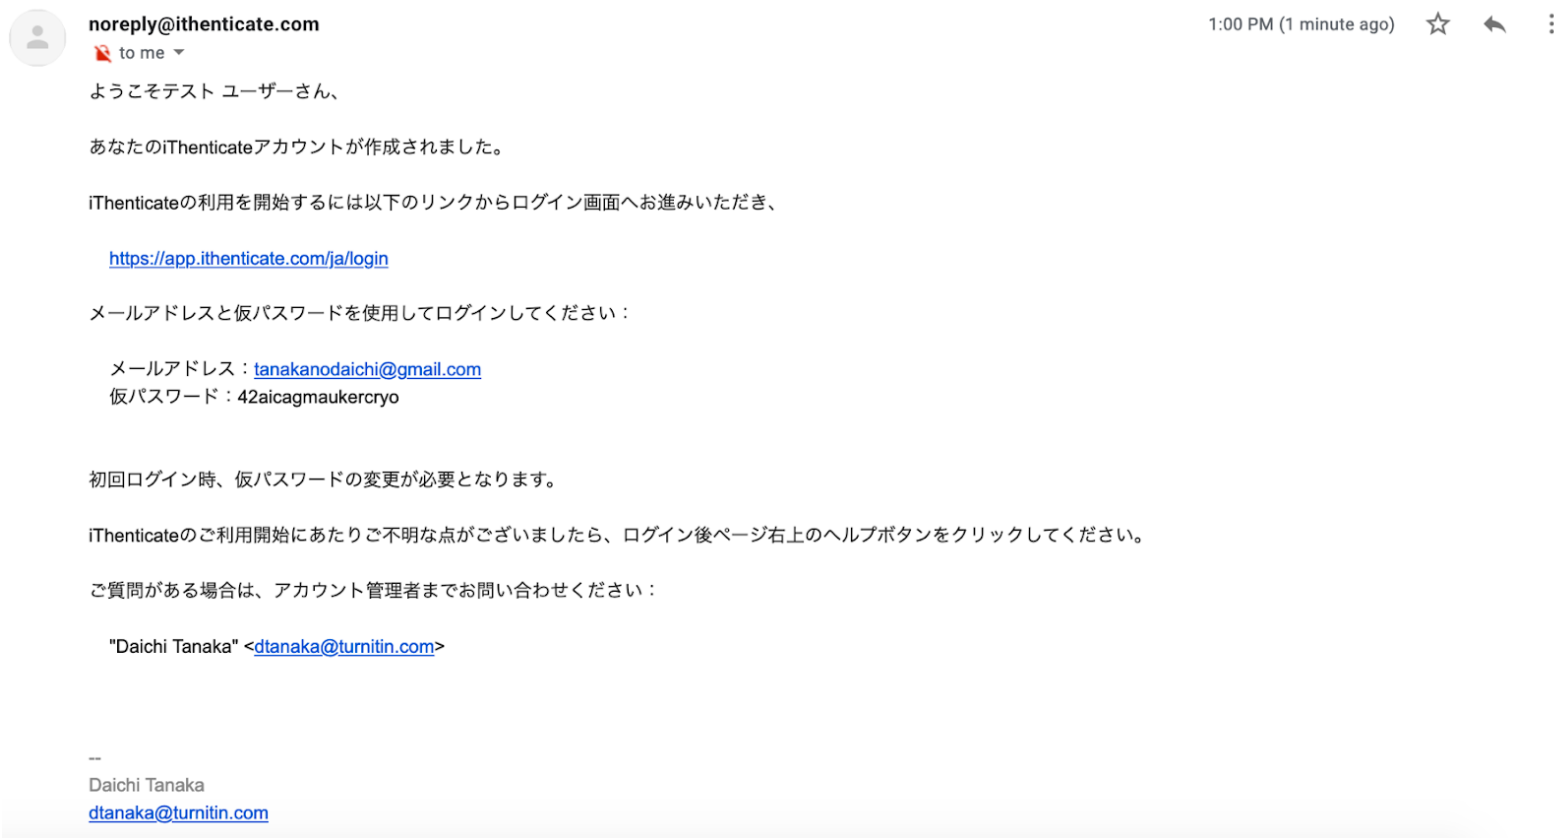 noreply@ithenticate.com
1:00 PM (1 minute ago)
to me
ようこそテスト ユーザーさん、
あなたのiThenticateアカウントが作成されました。
iThenticateの利用を開始するには以下のリンクからログイン画面へお進みいただき、
https://app.ithenticate.com/ja/login
メールアドレスと仮パスワードを使用してログインしてください：
メールアドレス：tanakanodaichi@gmail.com
仮パスワード：42aicagmaukercryo
初回ログイン時、仮パスワードの変更が必要となります。
iThenticateのご利用開始にあたりご不明な点がございましたら、ログイン後ページ右上のヘルプボタンをクリックしてください。
ご質問がある場合は、アカウント管理者までお問い合わせください：
"Daichi Tanaka" <dtanaka@turnitin.com>
--
Daichi Tanaka
dtanaka@turnitin.com